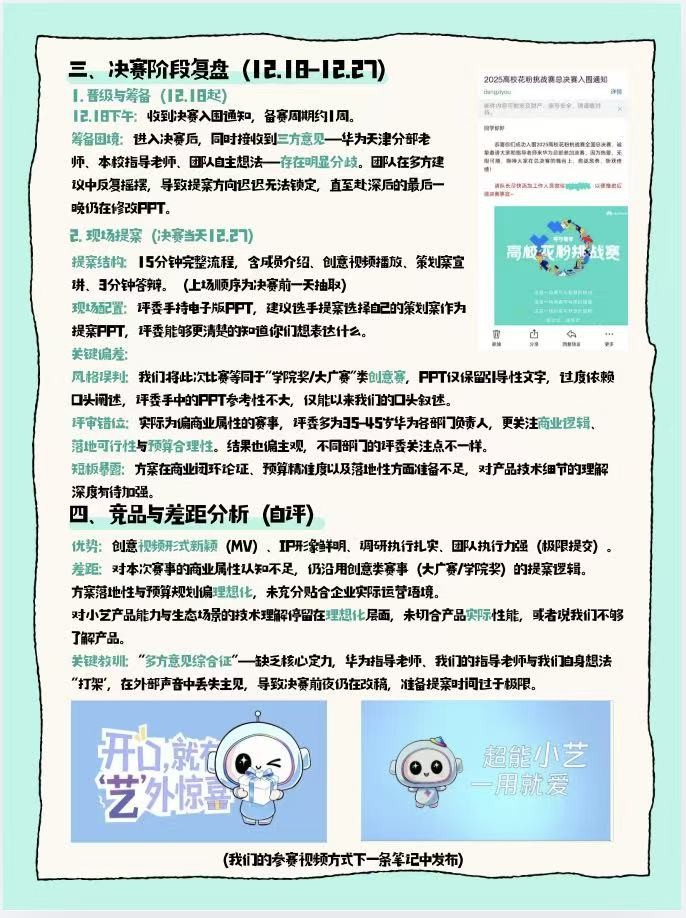 三、决赛阶段复盘（12.18-12.27）
1. 晋级与筹备（12.18起）
12.18下午：收到决赛入围通知，备赛周期约1周。
筹备困境：进入决赛后，同时接收到三方意见——华为天津分部老
师、本校指导老师、团队自主想法——存在明显分歧。团队在多方建
议中反复摇摆，导致提案方向迟迟无法锁定，直至赴深后的最后一
晚仍在修改PPT。
2. 现场提案（决赛当天12.27）
提案结构：15分钟完整流程，含成员介绍、创意视频播放、策划案宣
讲、3分钟答辩。（上场顺序为决赛前一天抽取）
现场配置：评委手持电子版PPT，建议选手提案选择自己的策划案作为
提案PPT，评委能够更清楚的知道你们想表达什么。
关键偏差：
风格误判：我们将此次比赛等同于"学院奖/大广赛"类创意赛，PPT仅保留引导性文字，过度依赖
口头阐述，评委手中的PPT参考性不大，仅能以来我们的口头叙述。
评审错位：实际为偏商业属性的赛事，评委多为35-45岁华为各部门负责人，更关注商业逻辑、
落地可行性与预算合理性。结果也偏主观，不同部门的评委关注点不一样。
短板暴露：方案在商业闭环论证、预算精准度以及落地性方面准备不足，对产品技术细节的理解
深度有待加强。
2025高校花粉挑战赛总决赛入围通知
dengziyou
详情
邮件内容可能涉及财产、账号安全，请谨慎对
待。
同学你好
高校花粉挑战赛
分享
更多
四、竞品与差距分析（自评）
优势：创意视频形式新颖（MV）、IP形象鲜明、调研执行扎实、团队执行力强（极限提交）。
差距：对本次赛事的商业属性认知不足，仍沿用创意类赛事（大广赛/学院奖）的提案逻辑。
方案落地性与预算规划偏理想化，未充分贴合企业实际运营语境。
对小艺产品能力与生态场景的技术理解停留在理想化层面，未切合产品实际性能，或者说我们不够
了解产品。
关键教训："多方意见综合征"——缺乏核心定力，华为指导老师、我们的指导老师与我们自身想法
"打架"，在外部声音中丢失主见，导致决赛前夜仍在改稿，准备提案时间过于极限。
开口,就有
'艺'外惊喜
超能小艺
一用就爱
(我们的参赛视频方式下一条笔记中发布)